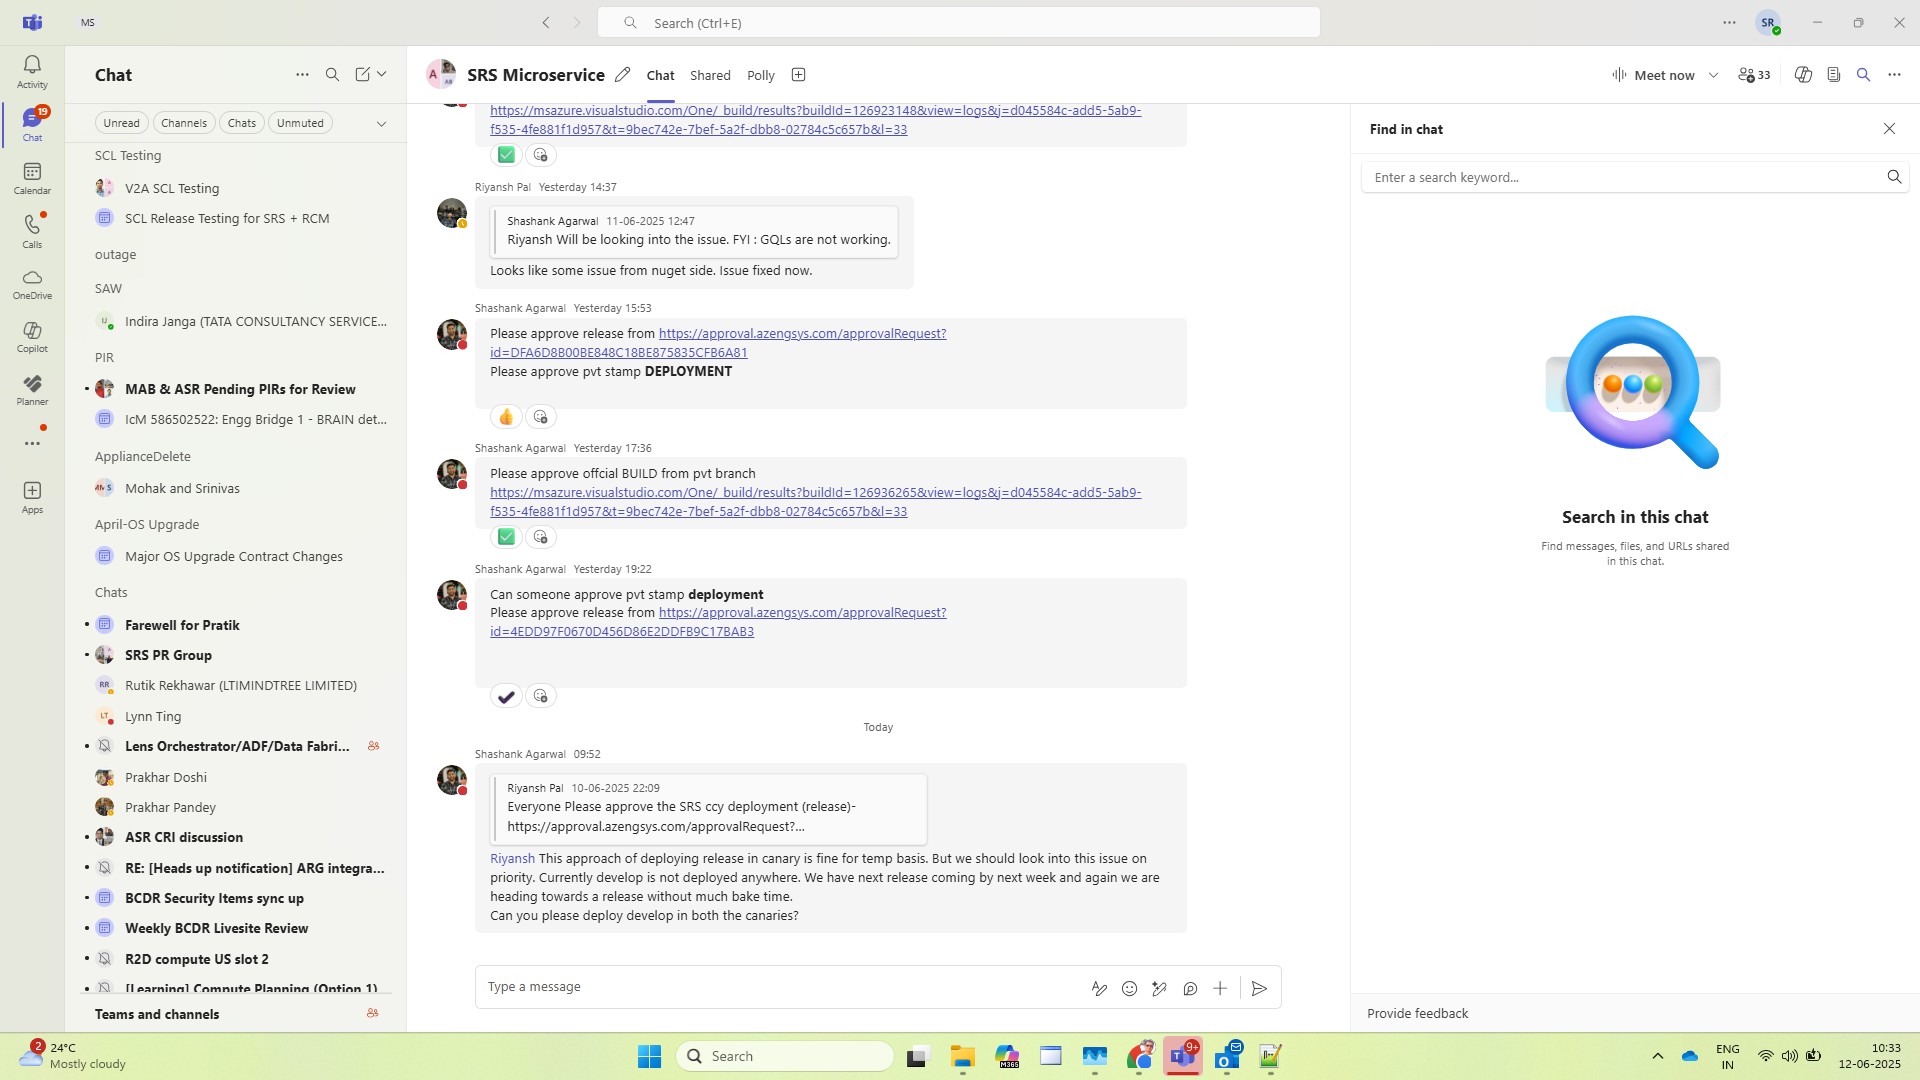 MS
Search (Ctrl+E)
SR
Activity
Chat
19
Calendar
Calls
OneDrive
Copilot
Planner
Apps
Chat
Unread
Channels
Chats
Unmuted
SCL Testing
V2A SCL Testing
SCL Release Testing for SRS + RCM
outage
SAW
Indira Janga (TATA CONSULTANCY SERVICE...
PIR
MAB & ASR Pending PIRs for Review
IcM 586502522: Engg Bridge 1 - BRAIN det...
ApplianceDelete
Mohak and Srinivas
April-OS Upgrade
Major OS Upgrade Contract Changes
Chats
Farewell for Pratik
SRS PR Group
RR
Rutik Rekhawar (LTIMINDTREE LIMITED)
LT
Lynn Ting
Lens Orchestrator/ADF/Data Fabri...
Prakhar Doshi
Prakhar Pandey
ASR CRI discussion
RE: [Heads up notification] ARG integra...
BCDR Security Items sync up
Weekly BCDR Livesite Review
R2D compute US slot 2
[Learning] Compute Planning (Option 1)
Teams and channels
SRS Microservice
Chat
Shared
Polly
Meet now
33
https://msazure.visualstudio.com/One/_build/results?buildId=126923148&view=logs&j=d045584c-add5-5ab9-
f535-4fe881f1d957&t=9bec742e-7bef-5a2f-dbb8-02784c5c657b&l=33
Riyansh Pal Yesterday 14:37
Shashank Agarwal 11-06-2025 12:47
Riyansh Will be looking into the issue. FYI : GQLs are not working.
Looks like some issue from nuget side. Issue fixed now.
Shashank Agarwal Yesterday 15:53
Please approve release from https://approval.azengsys.com/approvalRequest?
id=DFA6D8B00BE848C18BE875835CFB6A81
Please approve pvt stamp DEPLOYMENT
Shashank Agarwal Yesterday 17:36
Please approve offcial BUILD from pvt branch
https://msazure.visualstudio.com/One/_build/results?buildId=126936265&view=logs&j=d045584c-add5-5ab9-
f535-4fe881f1d957&t=9bec742e-7bef-5a2f-dbb8-02784c5c657b&l=33
Shashank Agarwal Yesterday 19:22
Can someone approve pvt stamp deployment
Please approve release from https://approval.azengsys.com/approvalRequest?
id=4EDD97F0670D456D86E2DDFB9C17BAB3
Today
Shashank Agarwal 09:52
Riyansh Pal 10-06-2025 22:09
Everyone Please approve the SRS ccy deployment (release)-
https://approval.azengsys.com/approvalRequest?...
Riyansh This approach of deploying release in canary is fine for temp basis. But we should look into this issue on
priority. Currently develop is not deployed anywhere. We have next release coming by next week and again we are
heading towards a release without much bake time.
Can you please deploy develop in both the canaries?
Type a message
Find in chat
Enter a search keyword...
Search in this chat
Find messages, files, and URLs shared
in this chat.
Provide feedback
2
24°C
Mostly cloudy
Search
9+
ENG
IN
10:33
12-06-2025